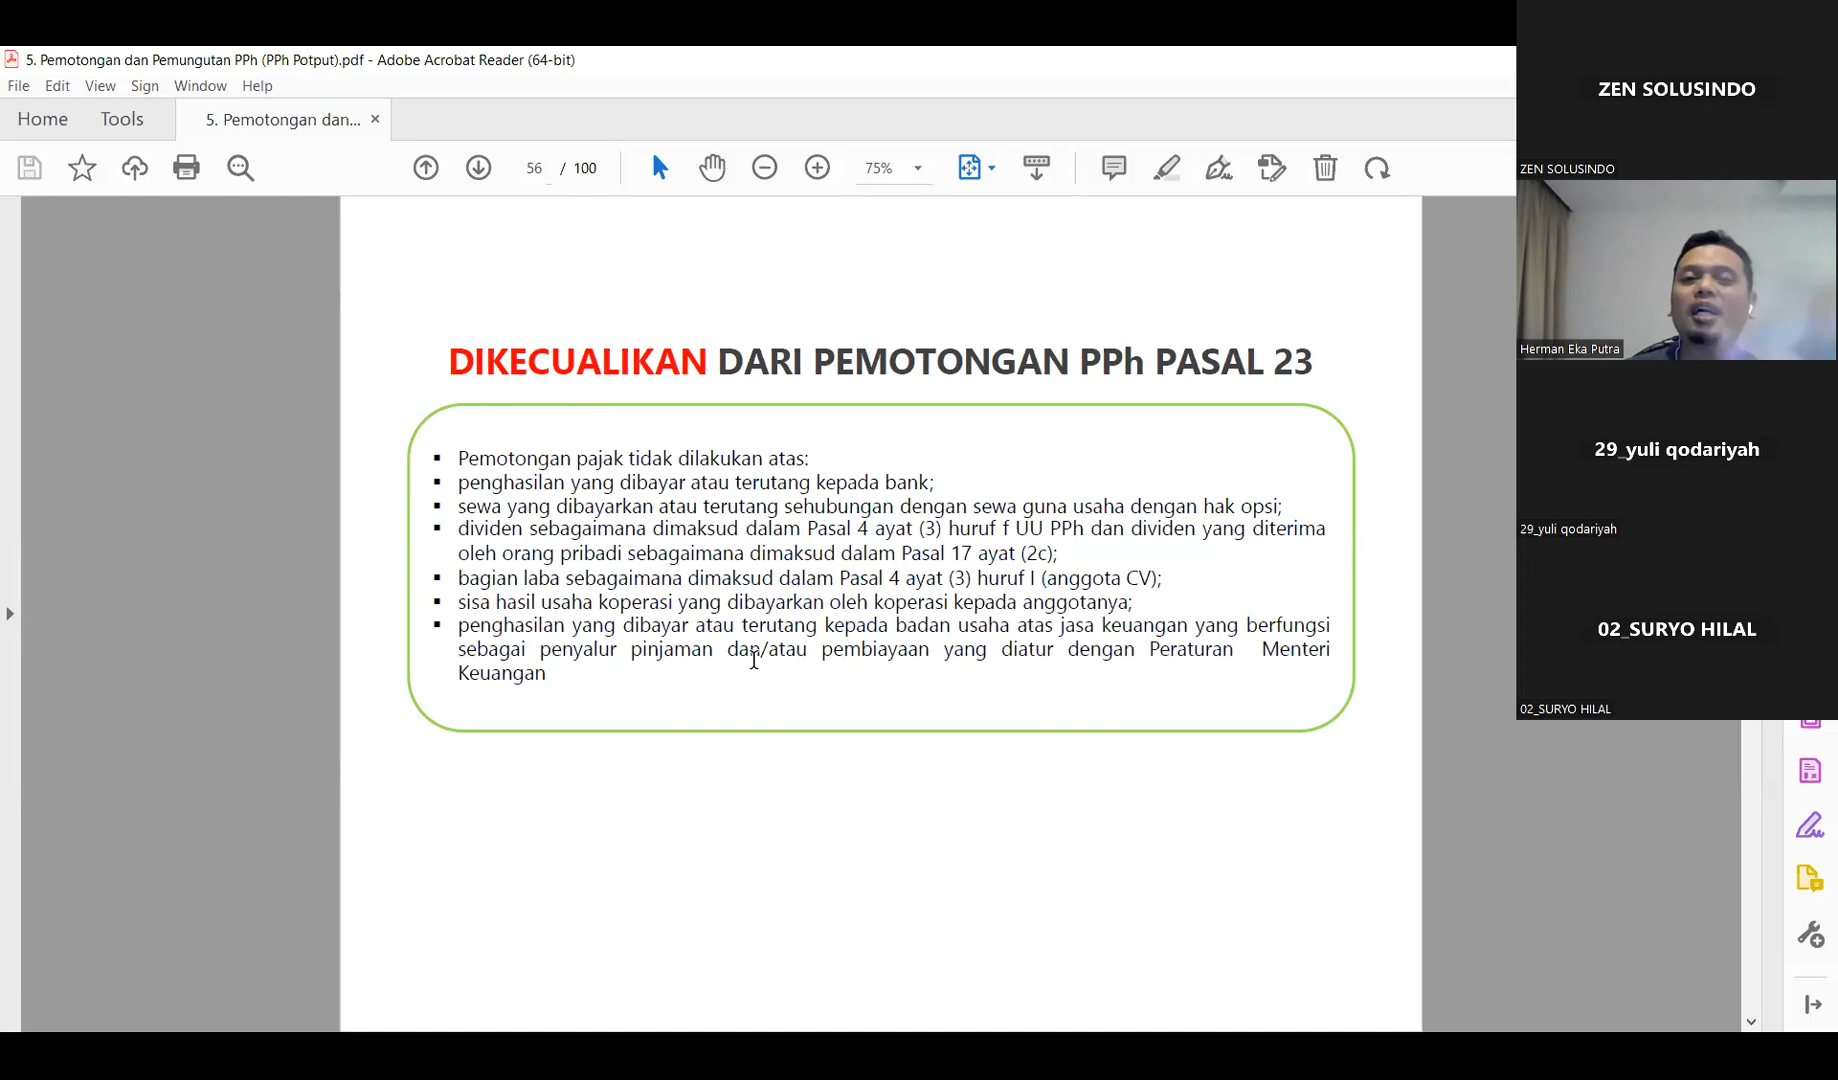 5. Pemotongan dan Pemungutan PPh (PPh Potput).pdf - Adobe Acrobat Reader (64-bit)
File Edit View Sign Window Help
Home Tools 5. Pemotongan dan... ×
56 / 100 75%
DIKECUALIKAN DARI PEMOTONGAN PPh PASAL 23
▪ Pemotongan pajak tidak dilakukan atas:
▪ penghasilan yang dibayar atau terutang kepada bank;
▪ sewa yang dibayarkan atau terutang sehubungan dengan sewa guna usaha dengan hak opsi;
▪ dividen sebagaimana dimaksud dalam Pasal 4 ayat (3) huruf f UU PPh dan dividen yang diterima
oleh orang pribadi sebagaimana dimaksud dalam Pasal 17 ayat (2c);
▪ bagian laba sebagaimana dimaksud dalam Pasal 4 ayat (3) huruf I (anggota CV);
▪ sisa hasil usaha koperasi yang dibayarkan oleh koperasi kepada anggotanya;
▪ penghasilan yang dibayar atau terutang kepada badan usaha atas jasa keuangan yang berfungsi
sebagai penyalur pinjaman dan/atau pembiayaan yang diatur dengan Peraturan Menteri
Keuangan
ZEN SOLUSINDO
ZEN SOLUSINDO
Herman Eka Putra
29_yuli qodariyah
29_yuli qodariyah
02_SURYO HILAL
02_SURYO HILAL